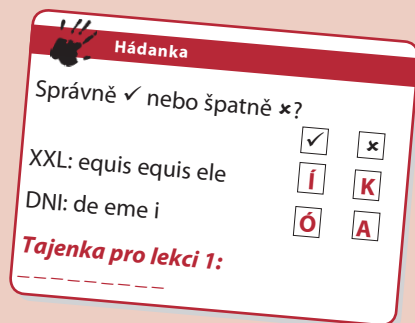 Hádanka
Správně ✓ nebo špatně ×?
✓ ×
XXL: equis equis ele Í K
DNI: de eme i Ó A
Tajenka pro lekci 1:
_ _ _ _ _ _ _ _ _